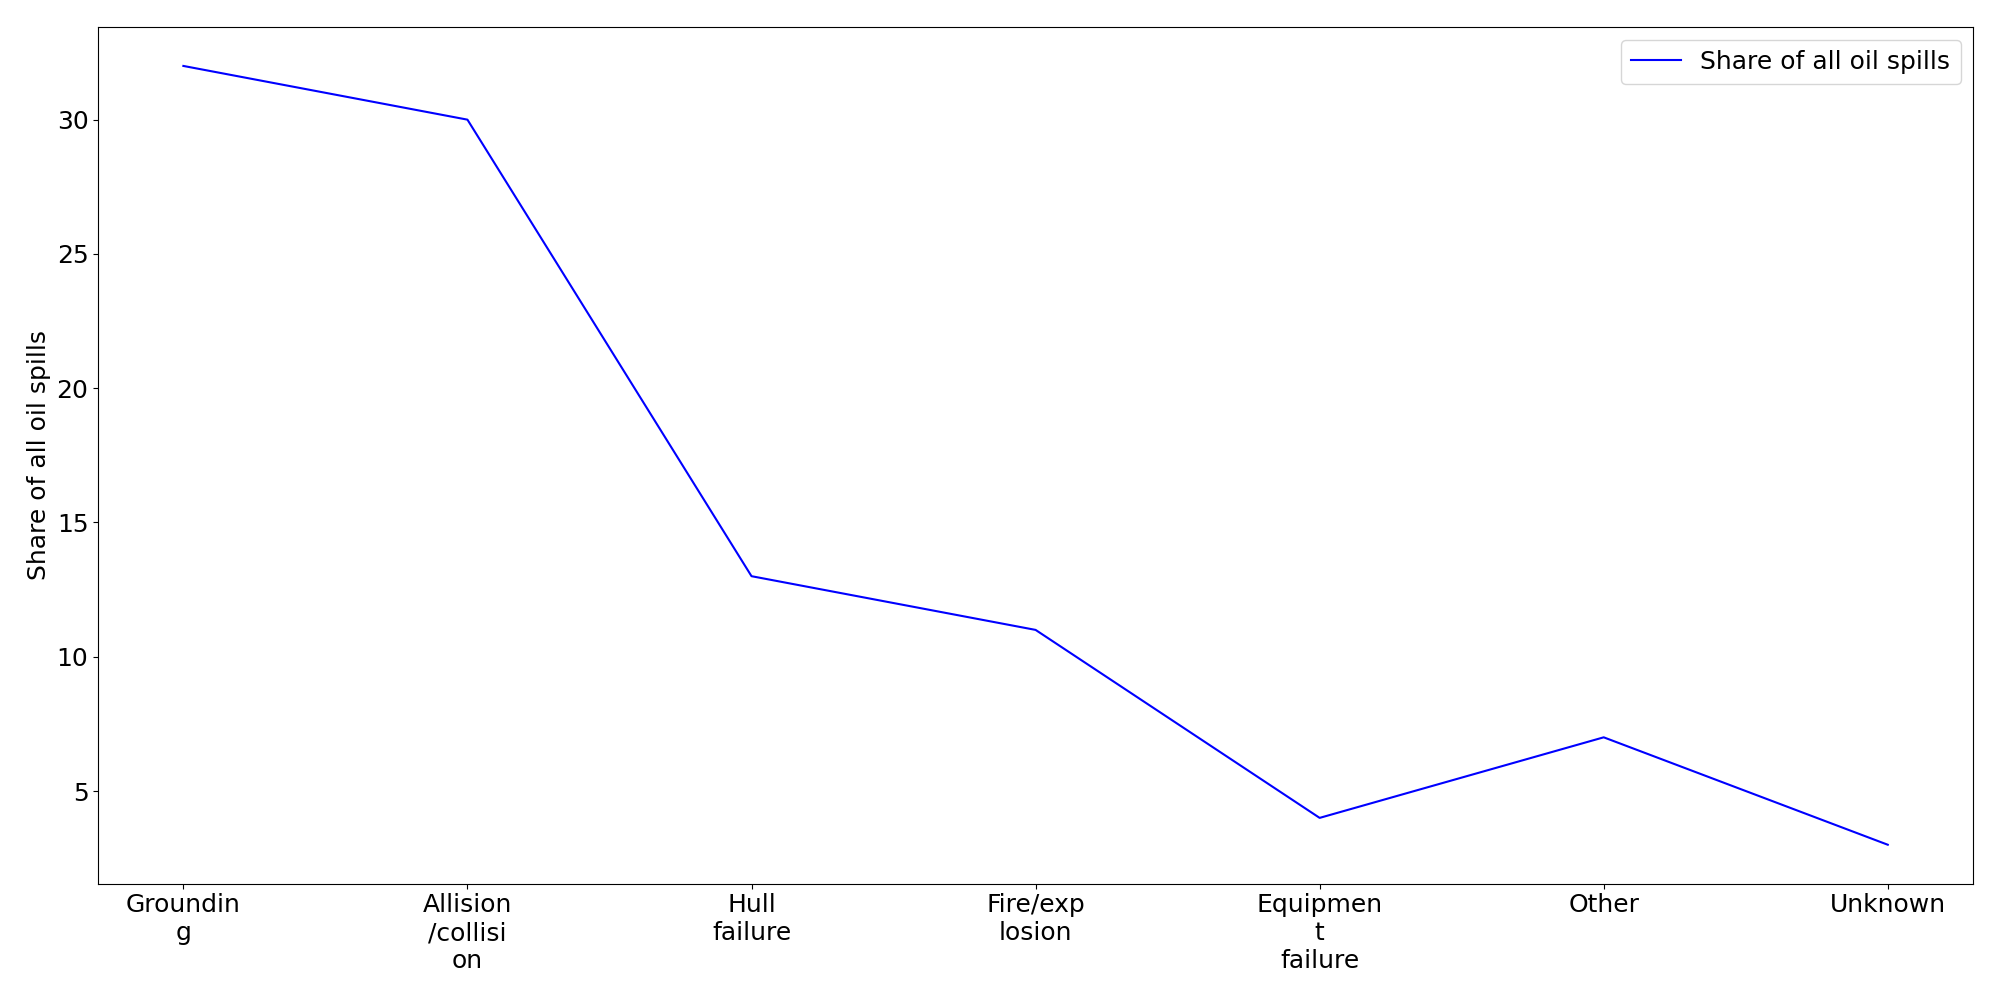 Share of all oil spills
Share of all oil spills
30
25
20
15
10
5
Groundin
g
Allision
/collisi
on
Hull
failure
Fire/exp
losion
Equipmen
t
failure
Other
Unknown